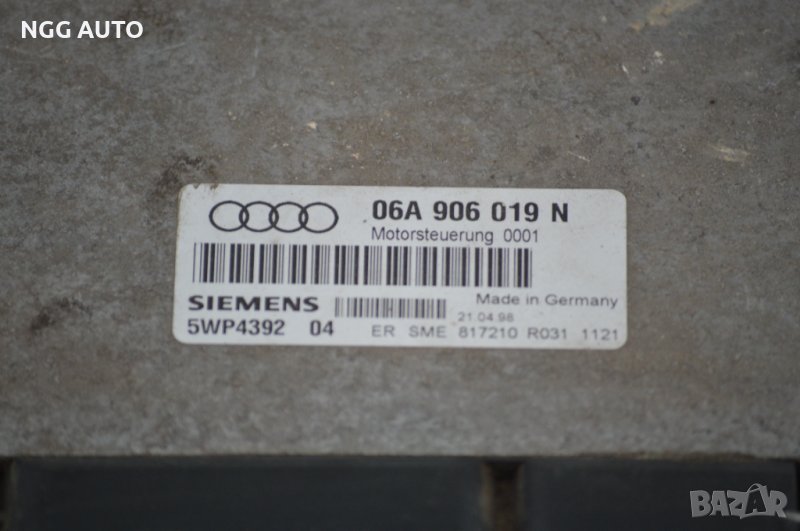 NGG AUTO
06A 906 019 N
Motorsteuerung 0001
SIEMENS
Made in Germany
21.04.98
5WP4392 04
ER SME 817210 R031 1121
BAZAR